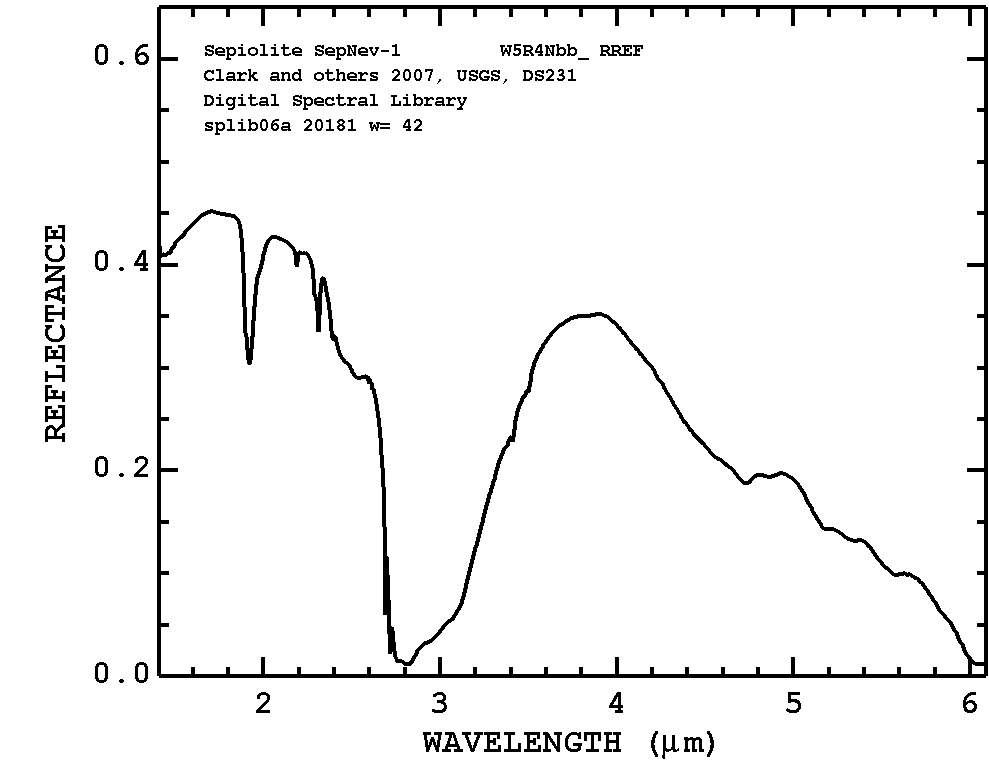 Sepiolite SepNev-1 W5R4Nbb_ RREF
Clark and others 2007, USGS, DS231
Digital Spectral Library
splib06a 20181 w= 42
REFLECTANCE
0.6
0.4
0.2
0.0
2 3 4 5 6
WAVELENGTH (μm)